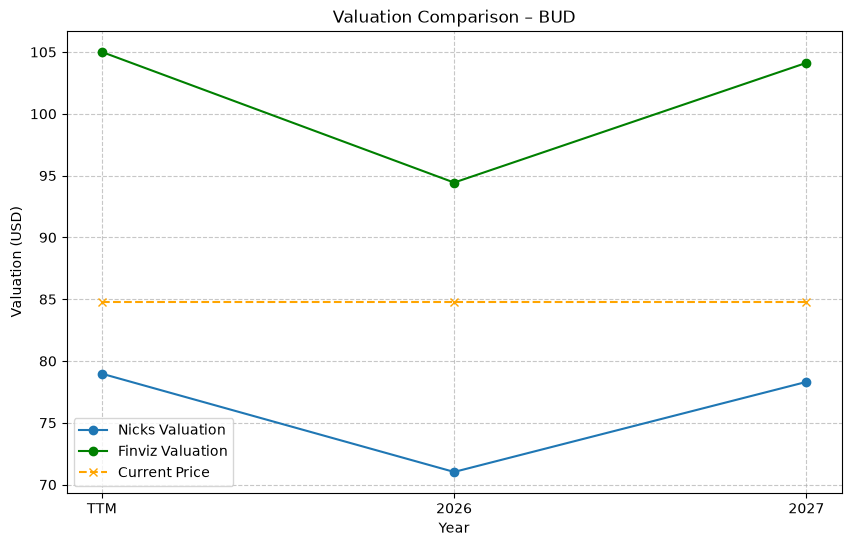 Valuation Comparison – BUD
Valuation (USD)
105
100
95
90
85
80
75
70
Nicks Valuation
Finviz Valuation
Current Price
TTM 2026 2027
Year